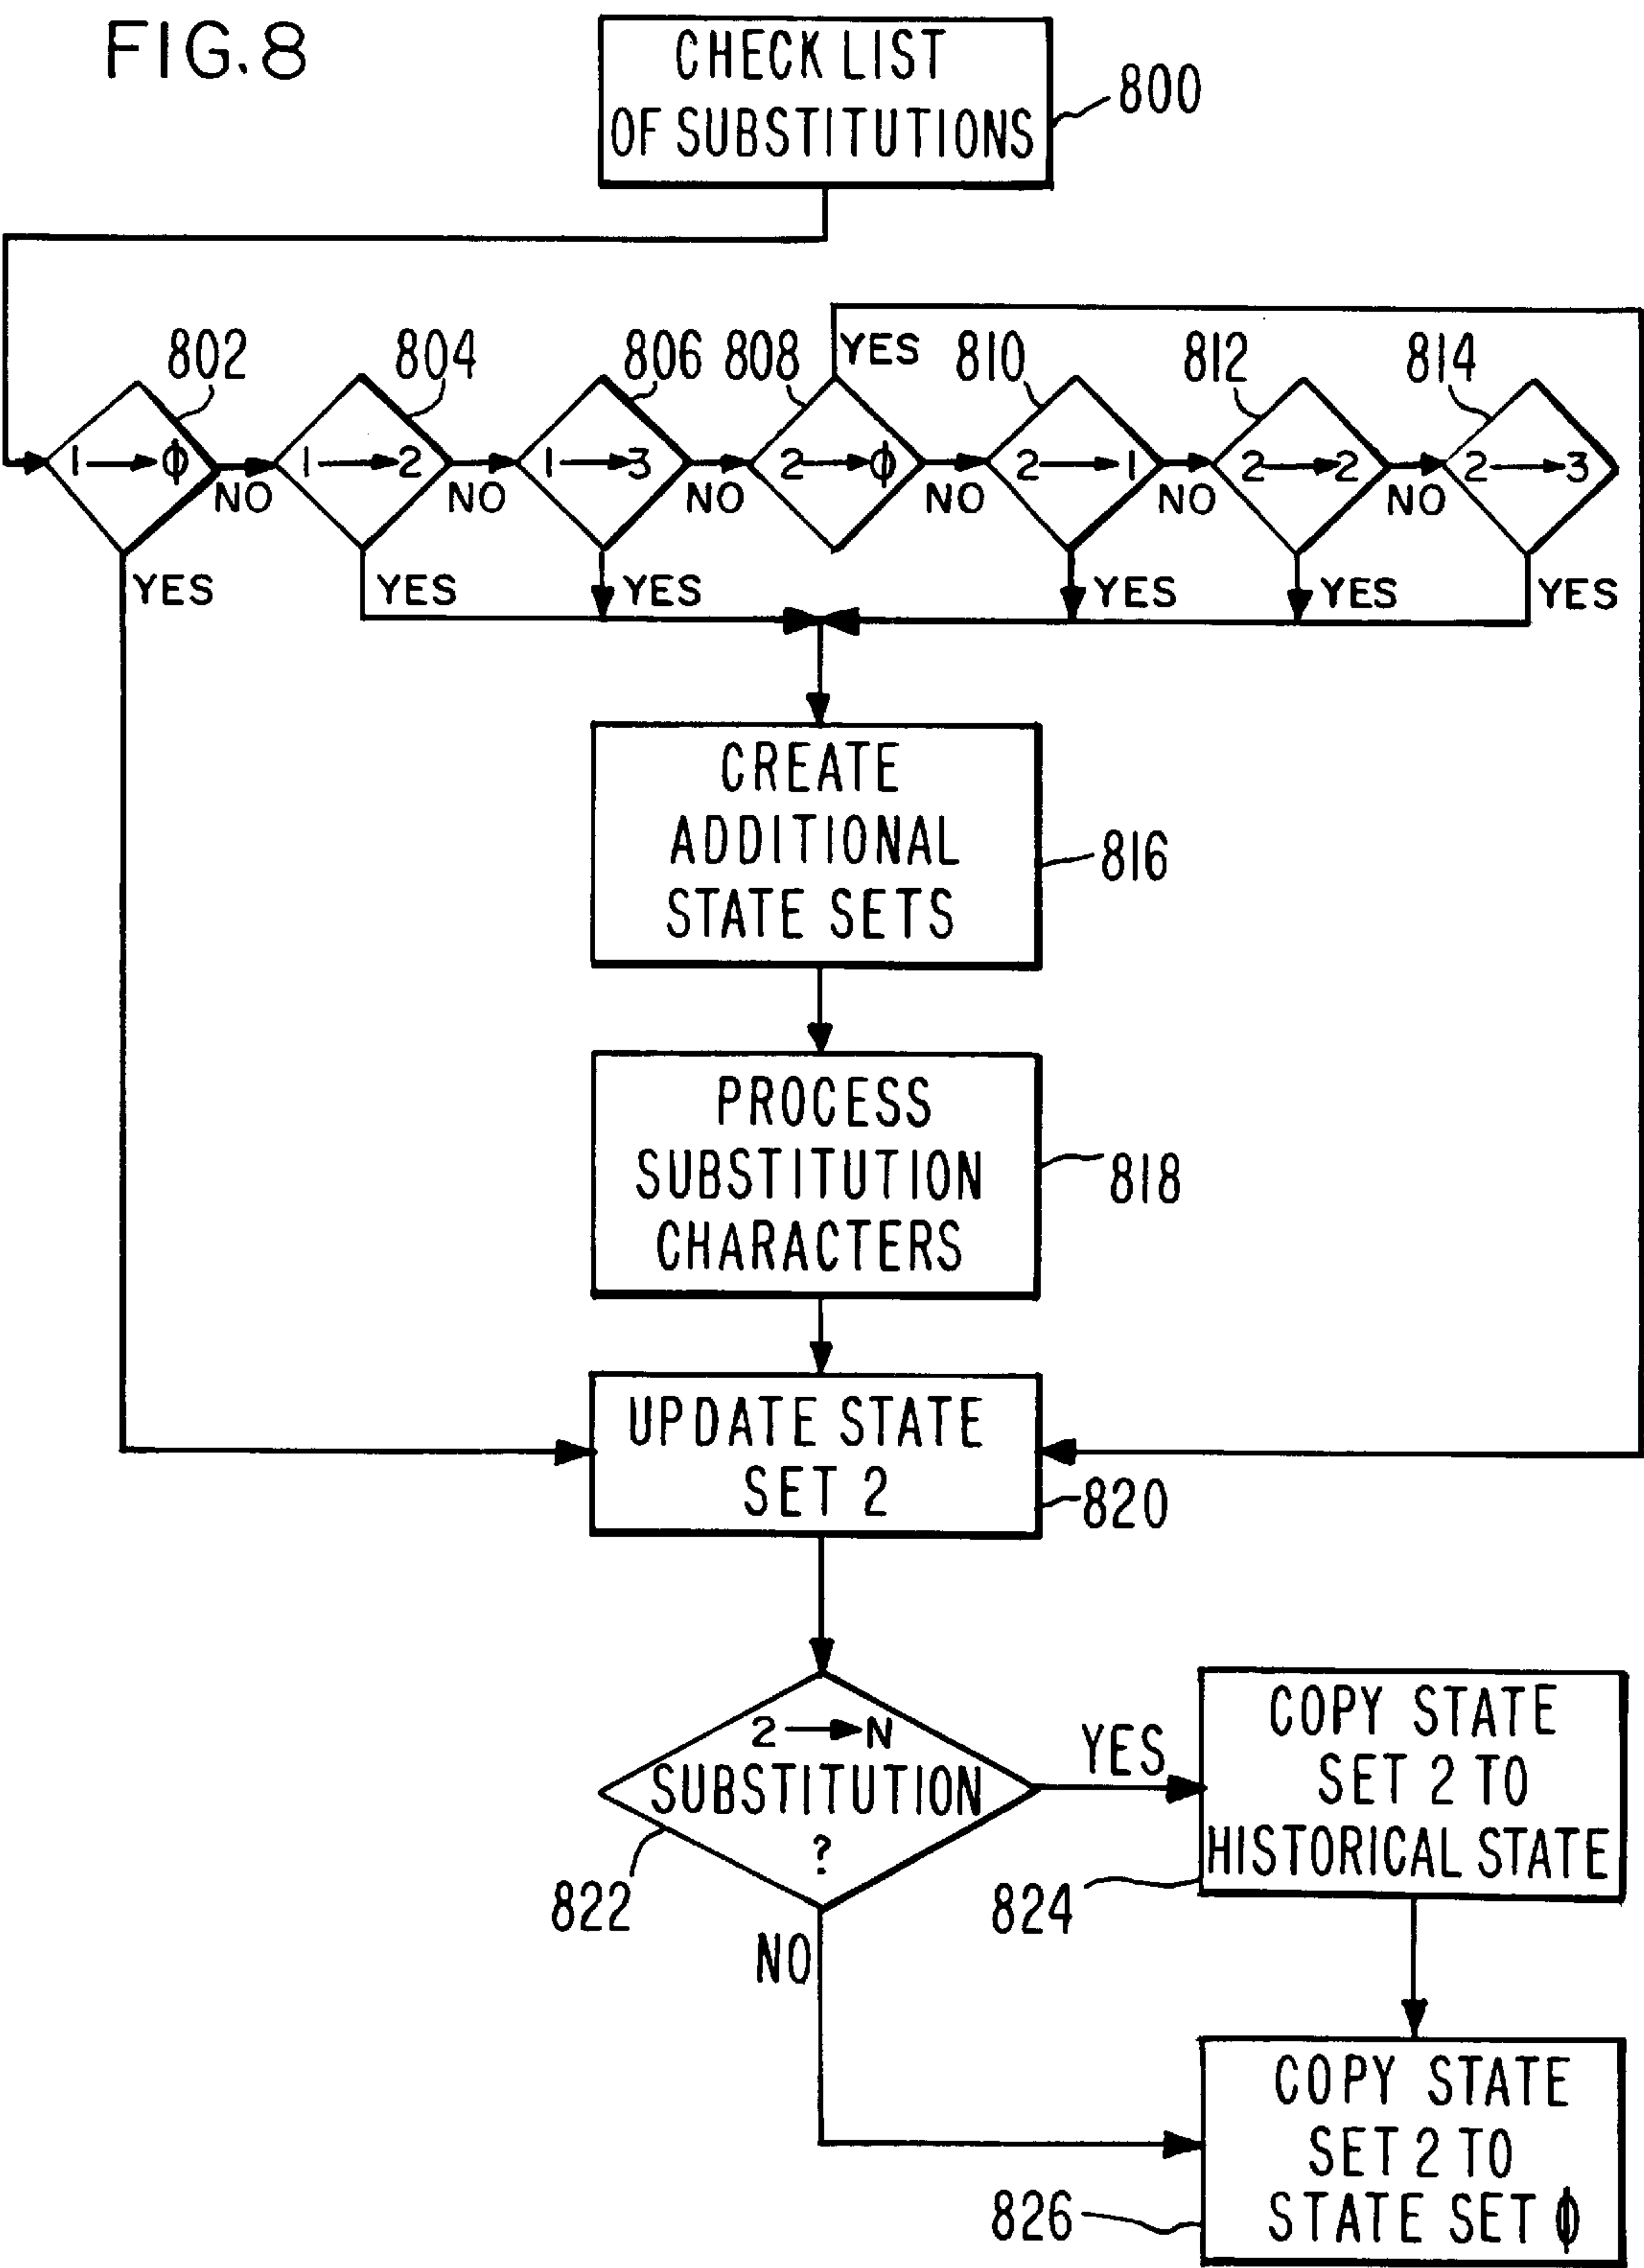 FIG.8
CHECK LIST
OF SUBSTITUTIONS
800
802
804
806
808
YES
810
812
814
1→ϕ
NO
1→2
NO
1→3
NO
2→ϕ
NO
2→1
NO
2→2
NO
2→3
YES
YES
YES
YES
YES
YES
CREATE
ADDITIONAL
STATE SETS
816
PROCESS
SUBSTITUTION
CHARACTERS
818
UPDATE STATE
SET 2
820
2→N
SUBSTITUTION
?
822
YES
NO
COPY STATE
SET 2 TO
HISTORICAL STATE
824
COPY STATE
SET 2 TO
STATE SET ϕ
826